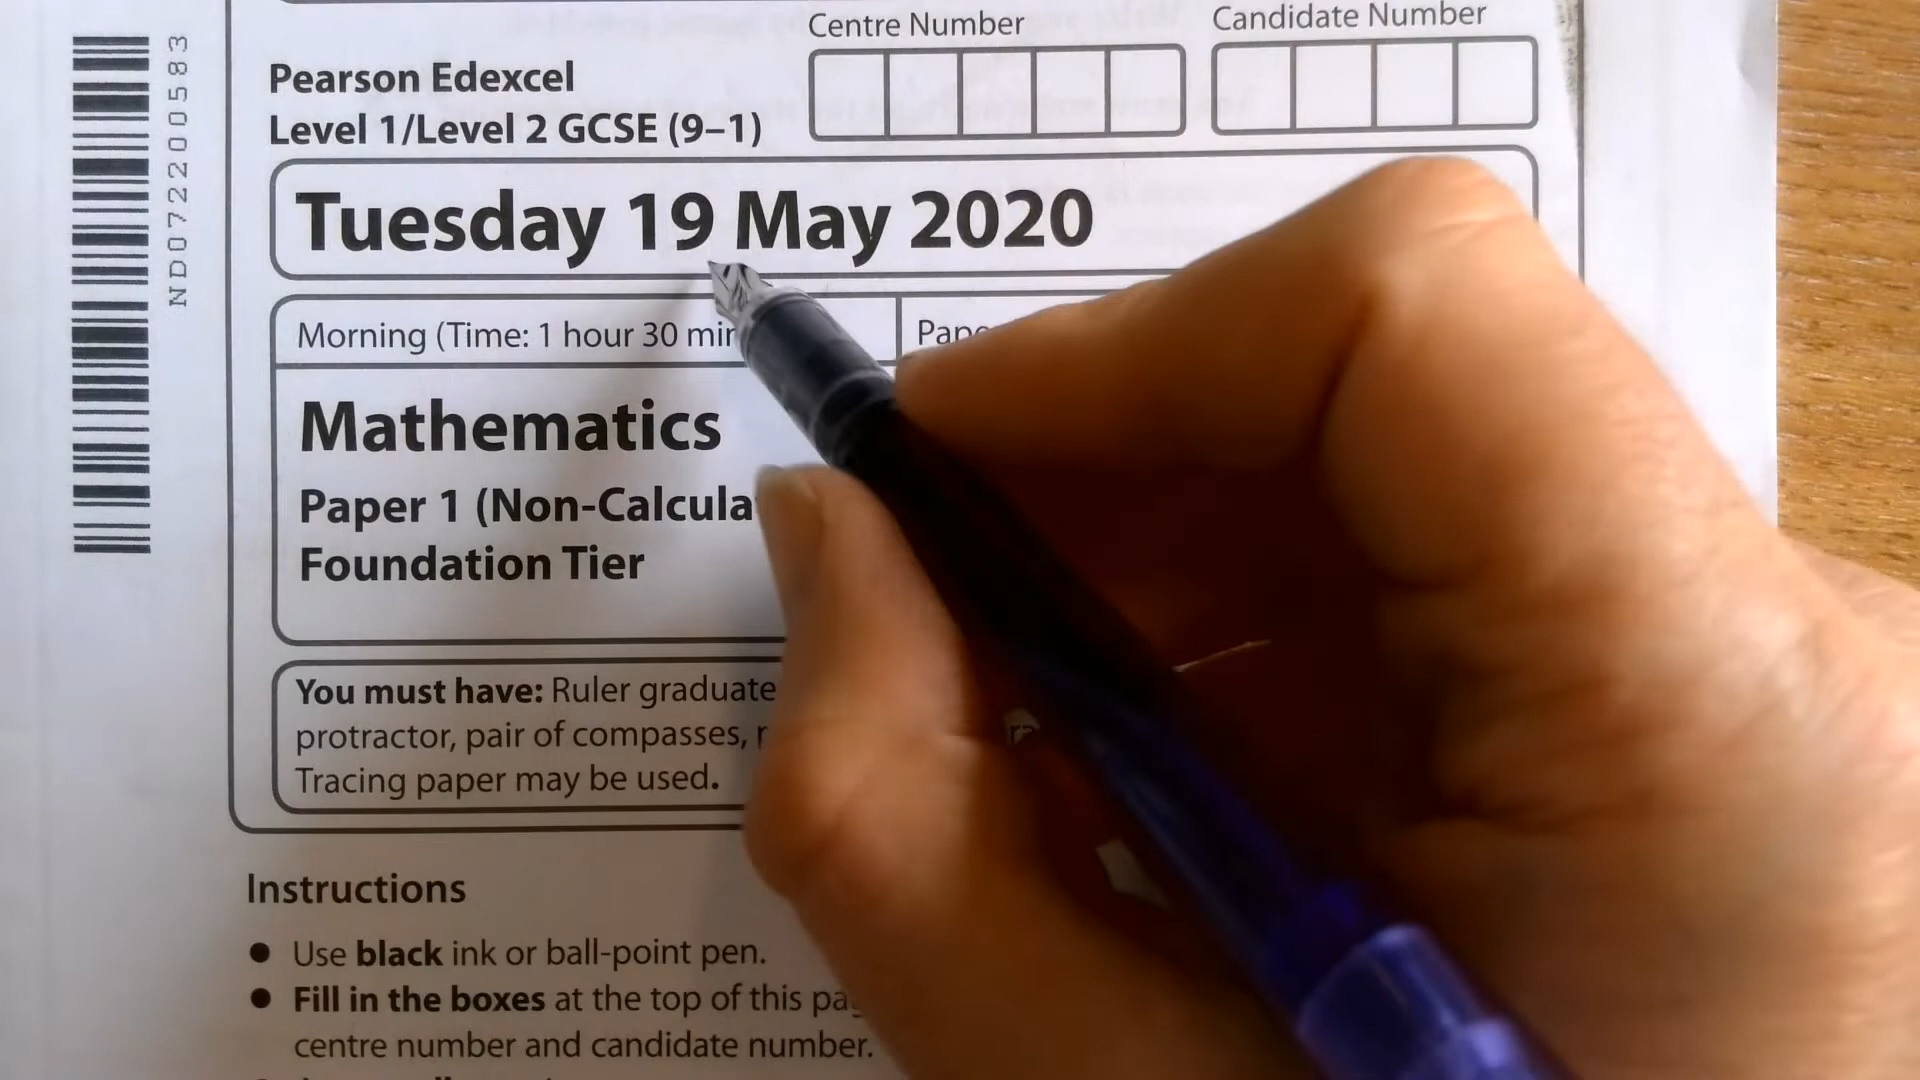 Centre Number
Candidate Number
Pearson Edexcel
Level 1/Level 2 GCSE (9–1)
ND072200583
Tuesday 19 May 2020
Morning (Time: 1 hour 30 min
Mathematics
Paper 1 (Non-Calcula
Foundation Tier
You must have: Ruler graduate
protractor, pair of compasses,
Tracing paper may be used.
Instructions
● Use black ink or ball-point pen.
● Fill in the boxes at the top of this pa
centre number and candidate number.